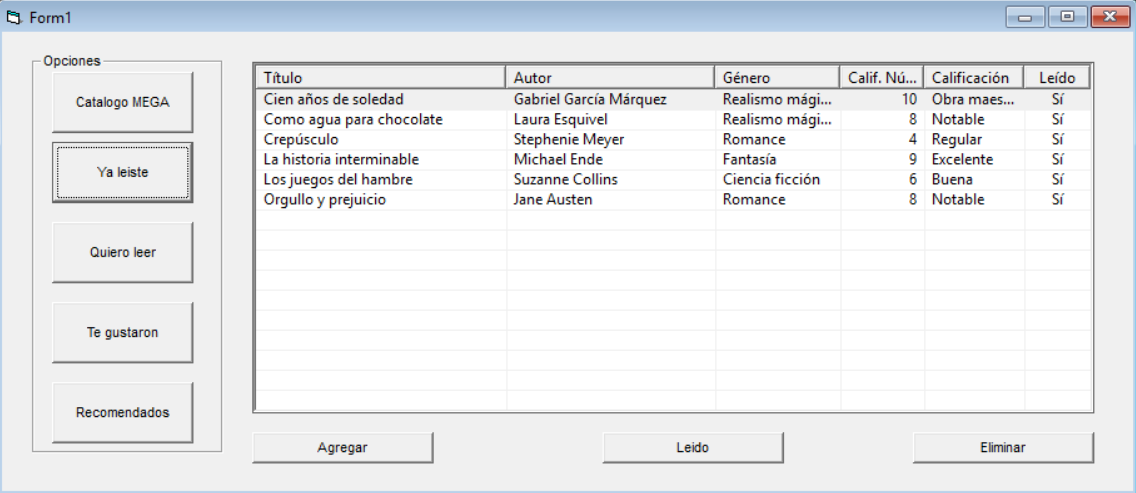 Form1
Opciones
Catalogo MEGA
Ya leiste
Quiero leer
Te gustaron
Recomendados
Título Autor Género Calif. Nú... Calificación Leído
Cien años de soledad Gabriel García Márquez Realismo mági... 10 Obra maes... Sí
Como agua para chocolate Laura Esquivel Realismo mági... 8 Notable Sí
Crepúsculo Stephenie Meyer Romance 4 Regular Sí
La historia interminable Michael Ende Fantasía 9 Excelente Sí
Los juegos del hambre Suzanne Collins Ciencia ficción 6 Buena Sí
Orgullo y prejuicio Jane Austen Romance 8 Notable Sí
Agregar Leido Eliminar